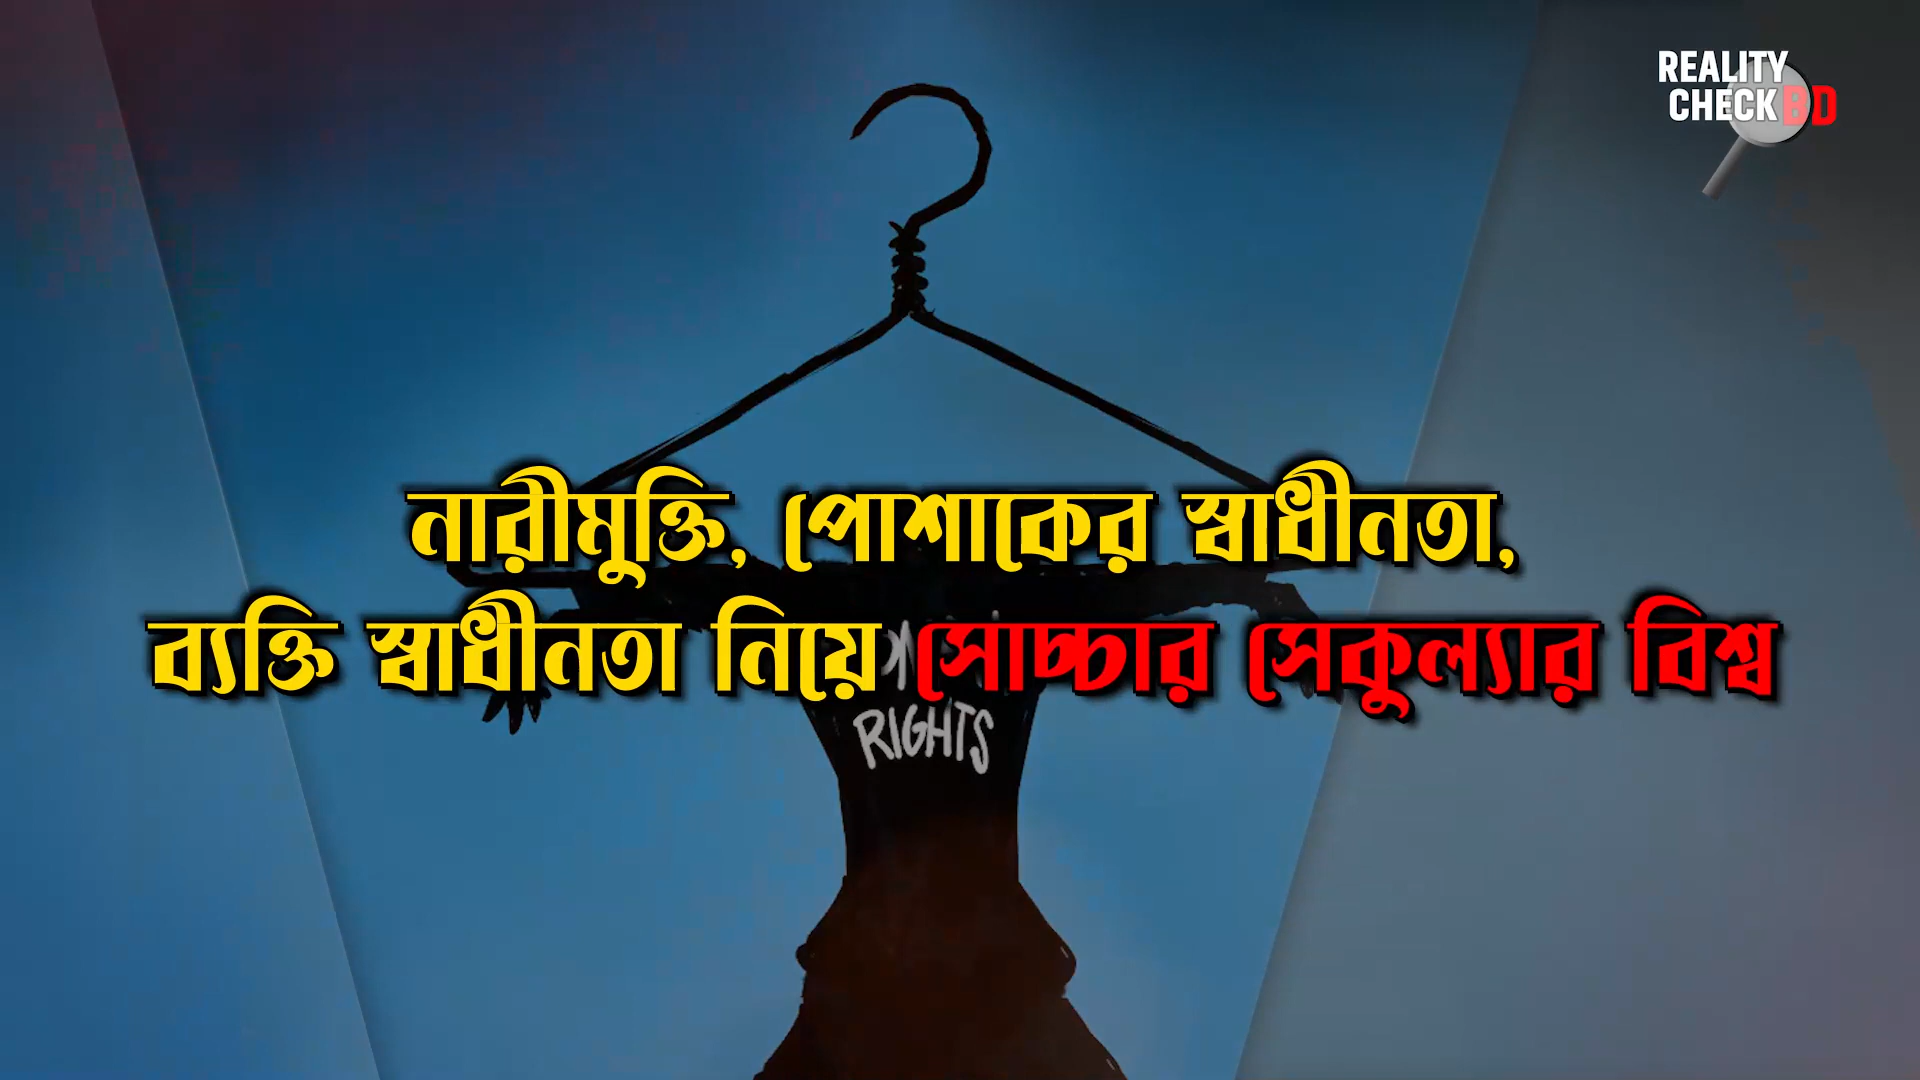 REALITY
CHECK BD
নারীমুক্তি, পোশাকের স্বাধীনতা,
ব্যক্তি স্বাধীনতা নিয়ে সোচ্চার সেকুল্যার বিশ্ব
RIGHTS